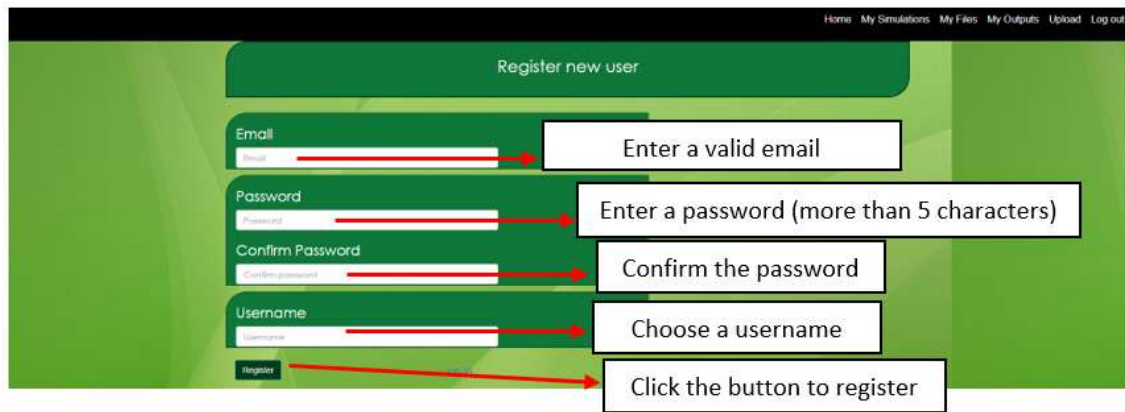 Home My Simulations My Files My Outputs Upload Log out
Register new user
Email
Email
Enter a valid email
Password
Password
Enter a password (more than 5 characters)
Confirm Password
Confirm password
Confirm the password
Username
Username
Choose a username
Register
Click the button to register